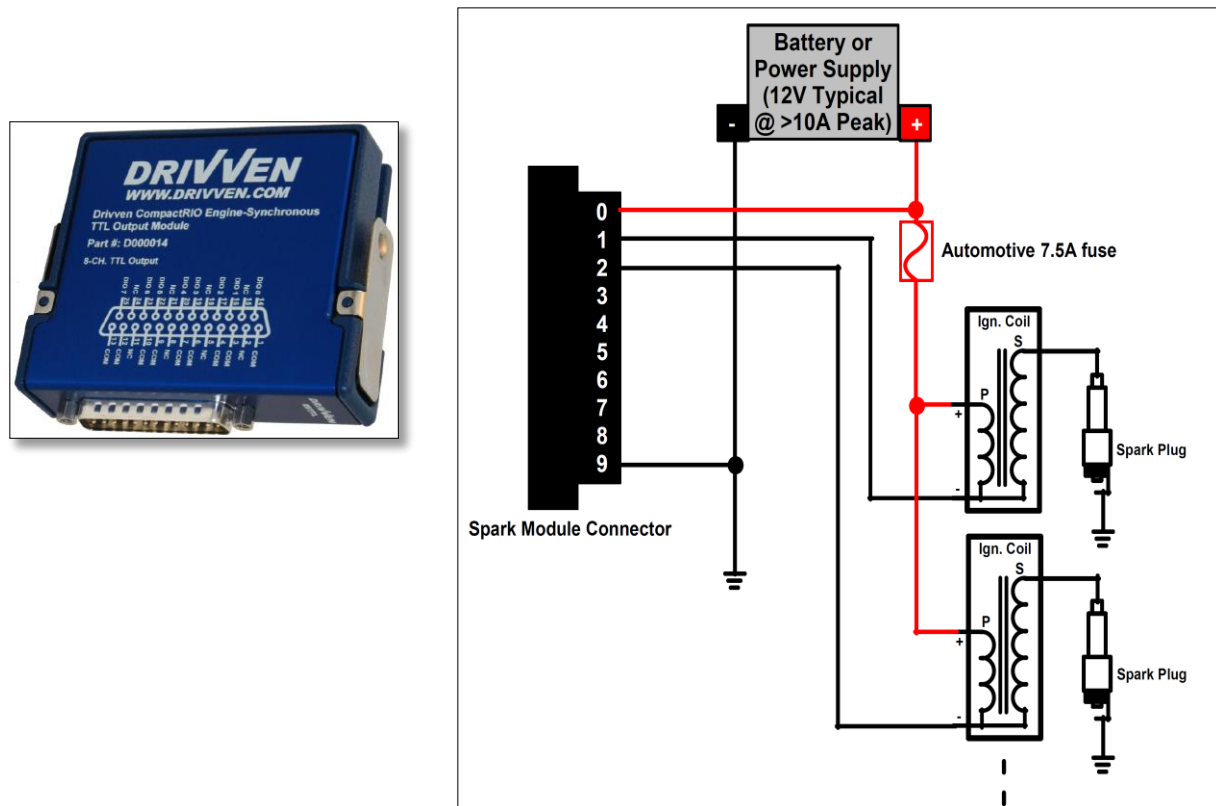 DRIVVEN
WWW.DRIVVEN.COM
Drivven CompactRIO Engine-Synchronous
TTL Output Module
Part #: D000014
8-CH. TTL Output
Battery or
Power Supply
(12V Typical
@ >10A Peak)
-
+
0
1
2
3
4
5
6
7
8
9
Spark Module Connector
Automotive 7.5A fuse
Ign. Coil
S
P
+
-
Spark Plug
Ign. Coil
S
P
+
-
Spark Plug